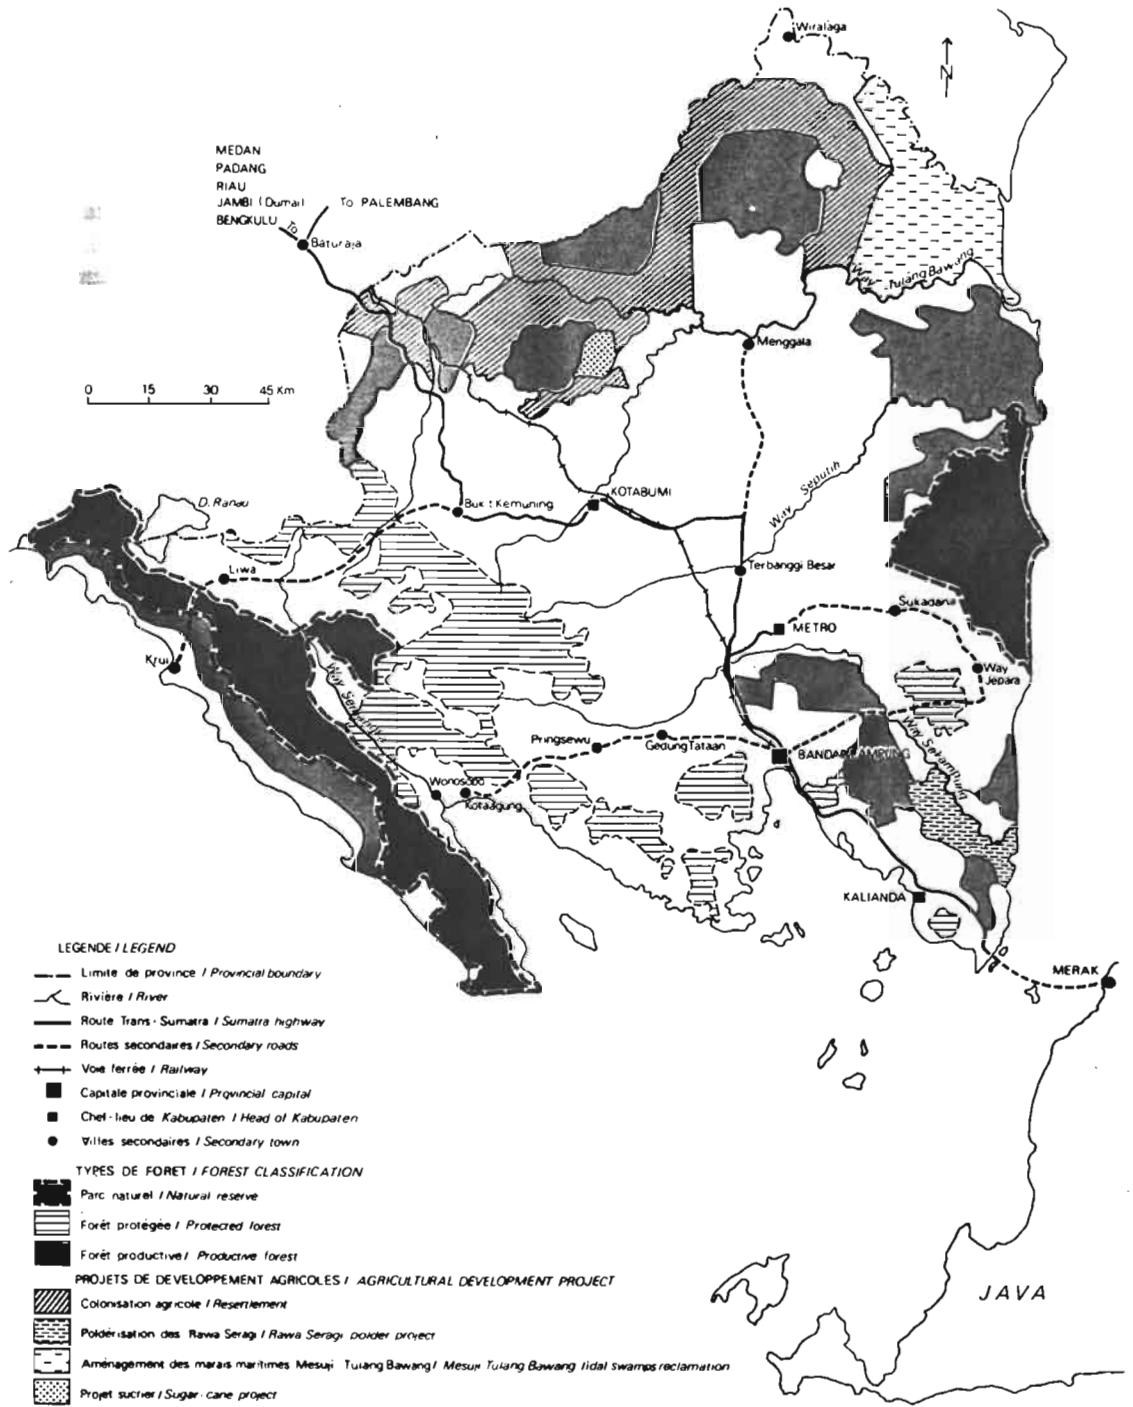 Wiralaga
N
MEDAN
PADANG
RIAU
JAMBI (Dumai)
BENGKULU
To
To PALEMBANG
Baturaja
Way Tulang Bawang
Menggala
0 15 30 45 Km
D. Ranau
KOTABUMI
Bukit Kemuning
Way Seputih
Liwa
Terbanggi Besar
Sukadana
METRO
Krui
Way
Jepara
Way Semangka
Pringsewu
Gedung Tataan
BANDAR LAMPUNG
Way Sekampung
Wonosobo
Kotaagung
KALIANDA
MERAK
JAVA
LEGENDE / LEGEND
Limite de province / Provincial boundary
Rivière / River
Route Trans-Sumatra / Sumatra highway
Routes secondaires / Secondary roads
Voie ferrée / Railway
Capitale provinciale / Provincial capital
Chef-lieu de Kabupaten / Head of Kabupaten
Villes secondaires / Secondary town
TYPES DE FORET / FOREST CLASSIFICATION
Parc naturel / Natural reserve
Forêt protégée / Protected forest
Forêt productive / Productive forest
PROJETS DE DEVELOPPEMENT AGRICOLES / AGRICULTURAL DEVELOPMENT PROJECT
Colonisation agricole / Resentlement
Poldérisation des Rawa Seragi / Rawa Seragi polder project
Aménagement des marais maritimes Mesuji Tulang Bawang / Mesuji Tulang Bawang tidal swamps reclamation
Projet sucrier / Sugar-cane project